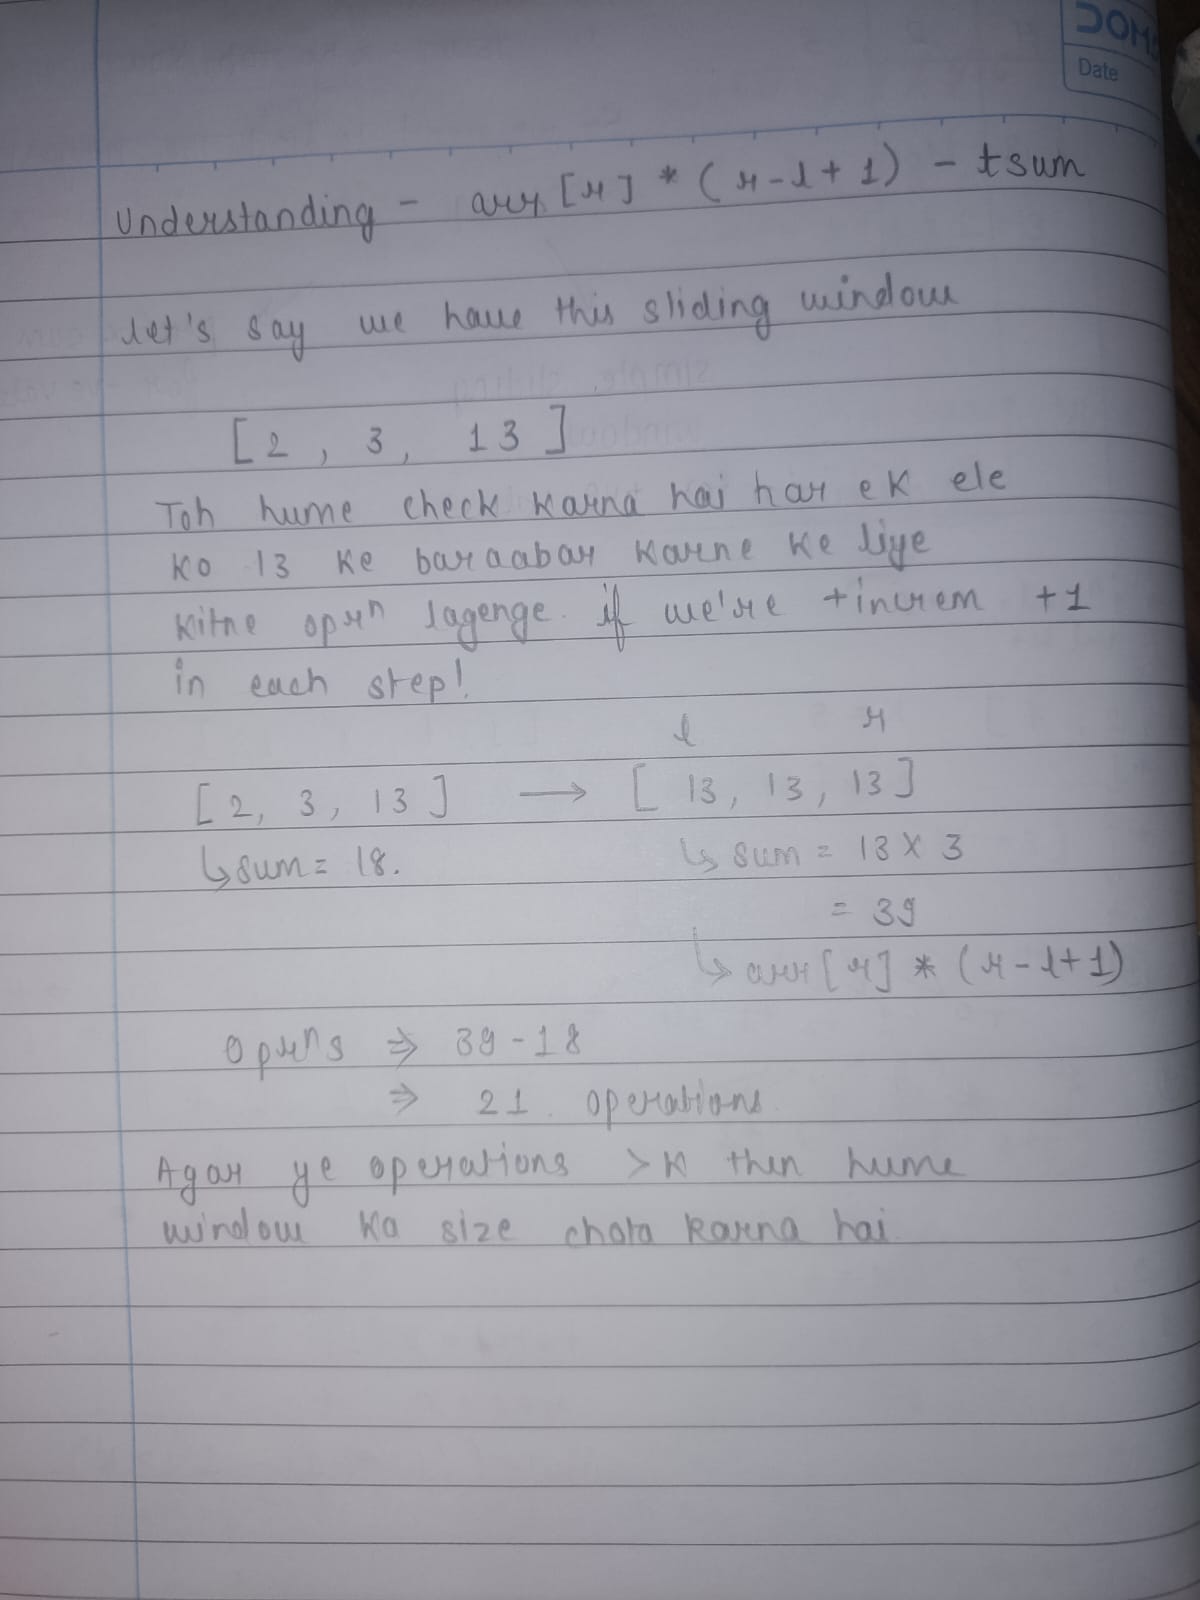 DOMS
Date
Understanding - arr[r] * (r-l+1) - tsum
let's say we have this sliding window
[2, 3, 13]
Toh hume check karna hai har ek ele
ko 13 ke baraabar karne ke liye
kitne oprⁿ lagenge. if we're +increm +1
in each step!
l r
[2, 3, 13] → [13, 13, 13]
↳ sum = 18. ↳ sum = 13 × 3
= 39
↳ arr[r] * (r-l+1)
oprⁿs ⇒ 39-18
⇒ 21 operations
Agar ye operations >K then hume
window ka size chota karna hai